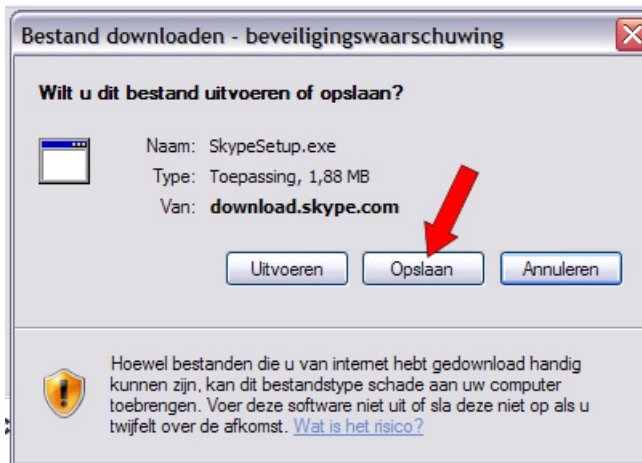 Bestand downloaden - beveiligingswaarschuwing
Wilt u dit bestand uitvoeren of opslaan?
Naam: SkypeSetup.exe
Type: Toepassing, 1,88 MB
Van: download.skype.com
Uitvoeren Opslaan Annuleren
Hoewel bestanden die u van internet hebt gedownload handig
kunnen zijn, kan dit bestandstype schade aan uw computer
toebrengen. Voer deze software niet uit of sla deze niet op als u
twijfelt over de afkomst. Wat is het risico?